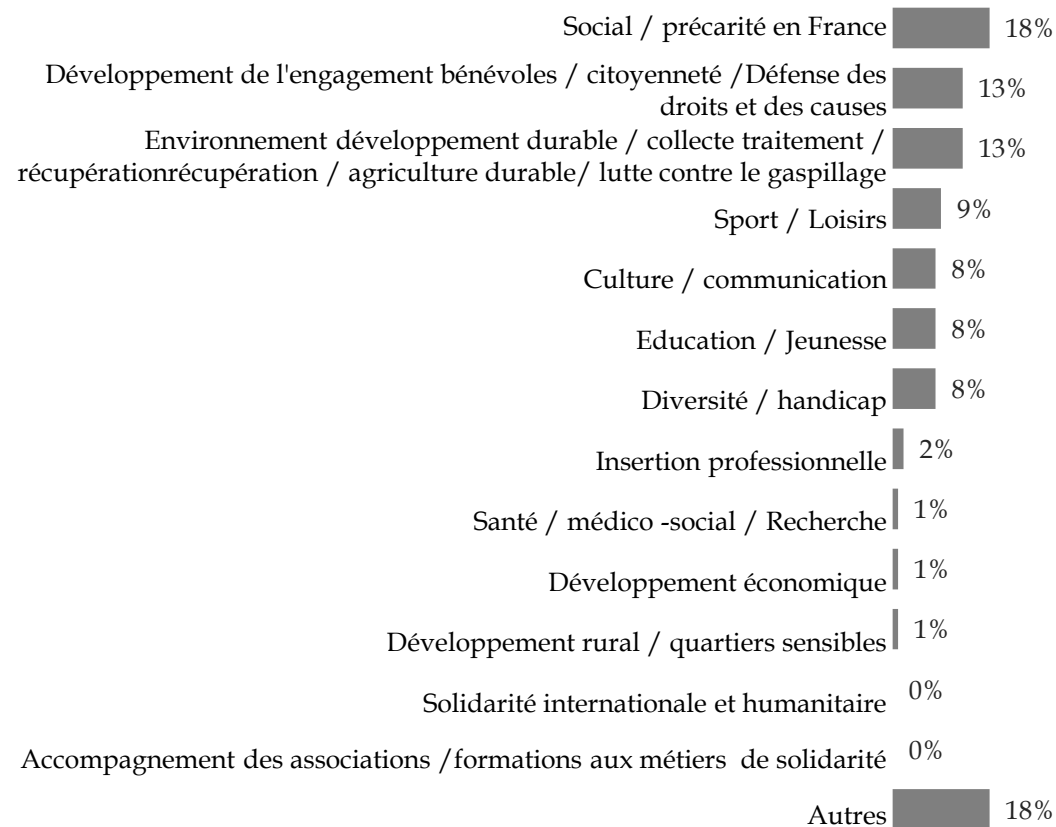 Social / précarité en France 18%
Développement de l'engagement bénévoles / citoyenneté /Défense des
droits et des causes 13%
Environnement développement durable / collecte traitement /
récupérationrécupération / agriculture durable/ lutte contre le gaspillage 13%
Sport / Loisirs 9%
Culture / communication 8%
Education / Jeunesse 8%
Diversité / handicap 8%
Insertion professionnelle 2%
Santé / médico -social / Recherche 1%
Développement économique 1%
Développement rural / quartiers sensibles 1%
Solidarité internationale et humanitaire 0%
Accompagnement des associations /formations aux métiers de solidarité 0%
Autres 18%